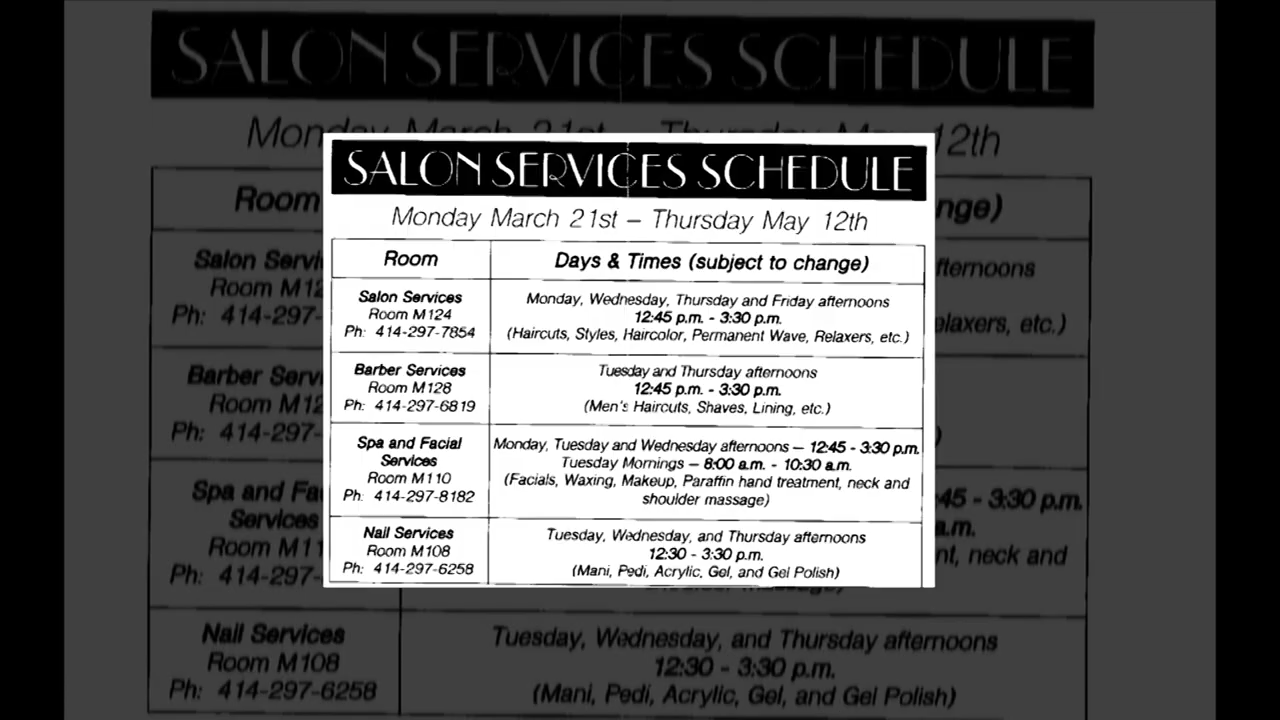 SALON SERVICES SCHEDULE
Monday March 21st – Thursday May 12th
Room
Days & Times (subject to change)
Salon Services
Room M124
Ph: 414-297-7854
Monday, Wednesday, Thursday and Friday afternoons
12:45 p.m. - 3:30 p.m.
(Haircuts, Styles, Haircolor, Permanent Wave, Relaxers, etc.)
Barber Services
Room M128
Ph: 414-297-6819
Tuesday and Thursday afternoons
12:45 p.m. - 3:30 p.m.
(Men's Haircuts, Shaves, Lining, etc.)
Spa and Facial
Services
Room M110
Ph: 414-297-8182
Monday, Tuesday and Wednesday afternoons – 12:45 - 3:30 p.m.
Tuesday Mornings – 8:00 a.m. - 10:30 a.m.
(Facials, Waxing, Makeup, Paraffin hand treatment, neck and
shoulder massage)
Nail Services
Room M108
Ph: 414-297-6258
Tuesday, Wednesday, and Thursday afternoons
12:30 - 3:30 p.m.
(Mani, Pedi, Acrylic, Gel, and Gel Polish)